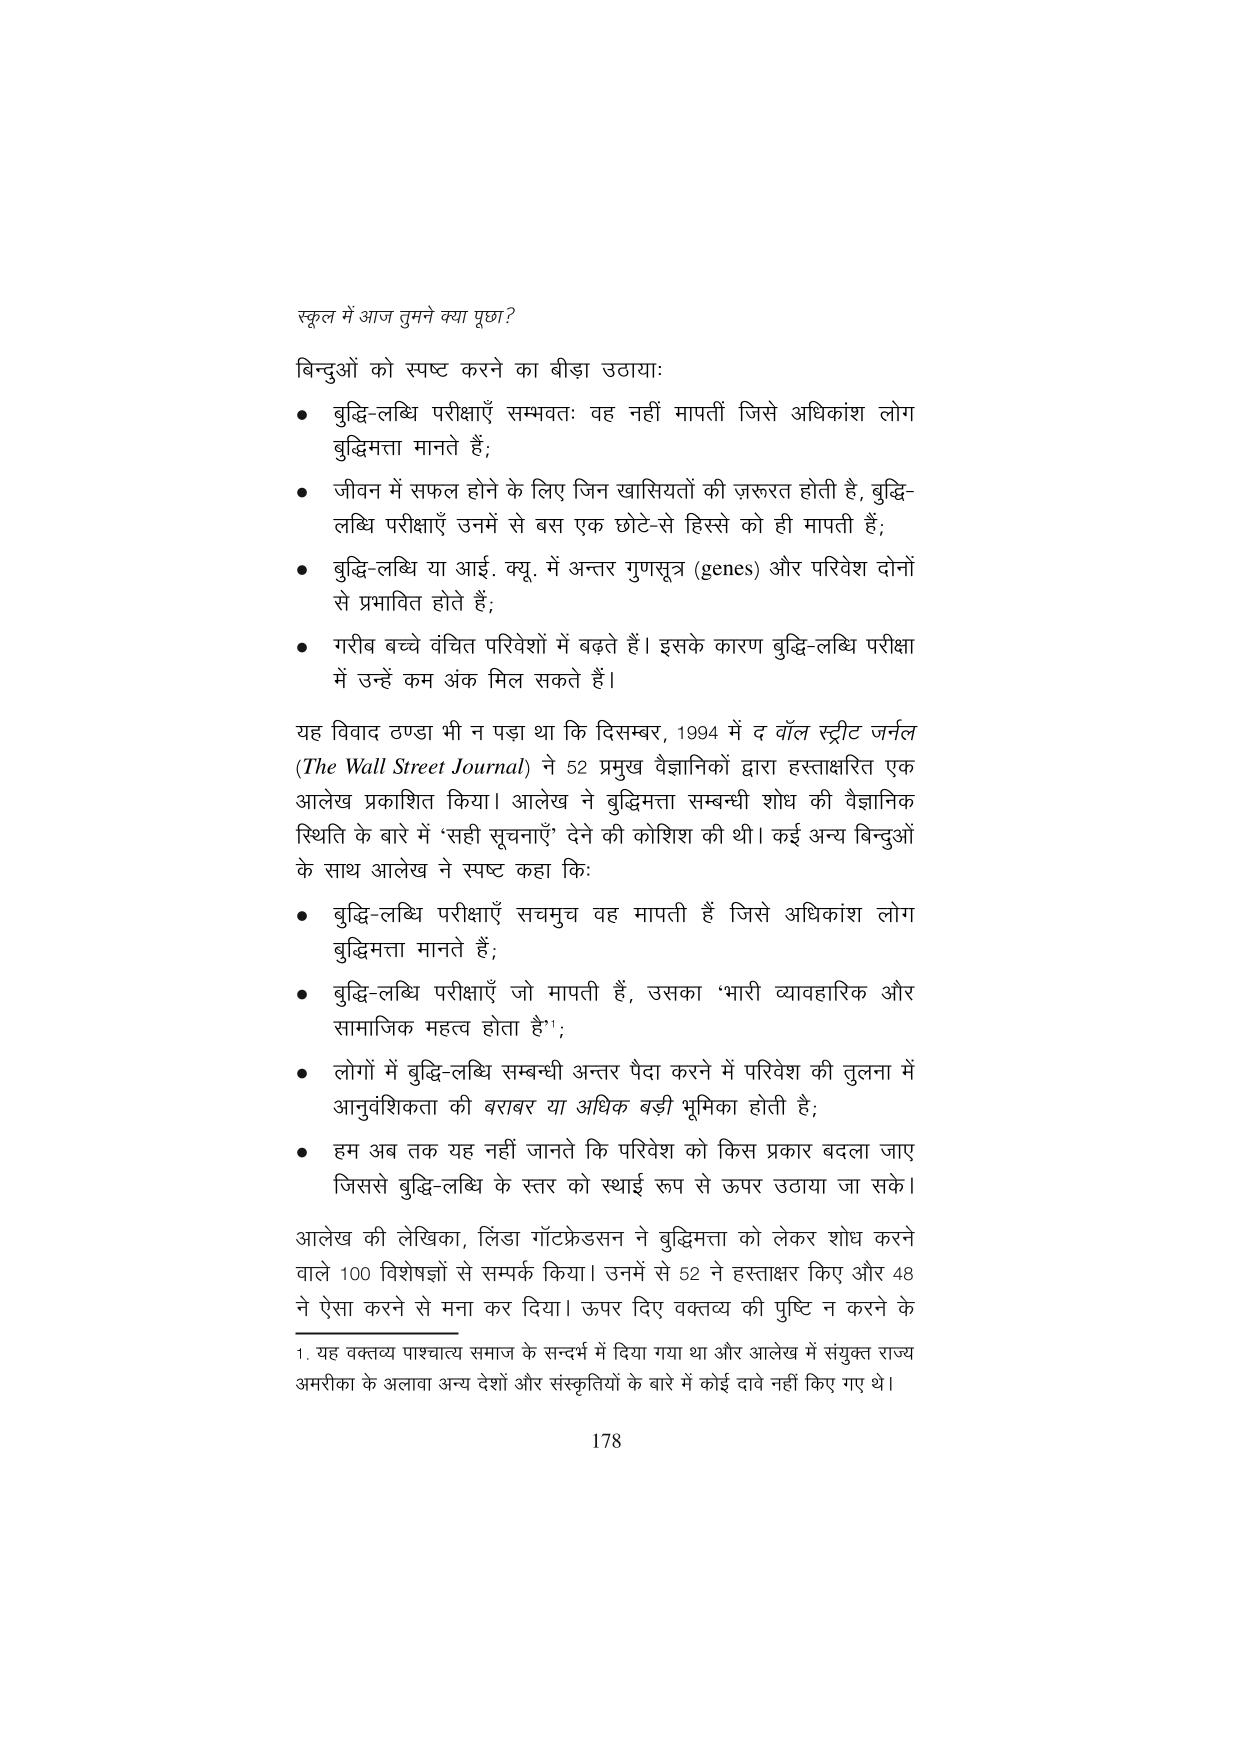 स्कूल में आज तुमने क्या पूछा?
बिन्दुओं को स्पष्ट करने का बीड़ा उठायाः
● बुद्धि-लब्धि परीक्षाएँ सम्भवतः वह नहीं मापतीं जिसे अधिकांश लोग
बुद्धिमत्ता मानते हैं;
● जीवन में सफल होने के लिए जिन खासियतों की ज़रूरत होती है, बुद्धि-
लब्धि परीक्षाएँ उनमें से बस एक छोटे-से हिस्से को ही मापती हैं;
● बुद्धि-लब्धि या आई. क्यू. में अन्तर गुणसूत्र (genes) और परिवेश दोनों
से प्रभावित होते हैं;
● गरीब बच्चे वंचित परिवेशों में बढ़ते हैं। इसके कारण बुद्धि-लब्धि परीक्षा
में उन्हें कम अंक मिल सकते हैं।
यह विवाद ठण्डा भी न पड़ा था कि दिसम्बर, 1994 में द वॉल स्ट्रीट जर्नल
(The Wall Street Journal) ने 52 प्रमुख वैज्ञानिकों द्वारा हस्ताक्षरित एक
आलेख प्रकाशित किया। आलेख ने बुद्धिमत्ता सम्बन्धी शोध की वैज्ञानिक
स्थिति के बारे में ‘सही सूचनाएँ’ देने की कोशिश की थी। कई अन्य बिन्दुओं
के साथ आलेख ने स्पष्ट कहा किः
● बुद्धि-लब्धि परीक्षाएँ सचमुच वह मापती हैं जिसे अधिकांश लोग
बुद्धिमत्ता मानते हैं;
● बुद्धि-लब्धि परीक्षाएँ जो मापती हैं, उसका ‘भारी व्यावहारिक और
सामाजिक महत्व होता है’¹;
● लोगों में बुद्धि-लब्धि सम्बन्धी अन्तर पैदा करने में परिवेश की तुलना में
आनुवंशिकता की बराबर या अधिक बड़ी भूमिका होती है;
● हम अब तक यह नहीं जानते कि परिवेश को किस प्रकार बदला जाए
जिससे बुद्धि-लब्धि के स्तर को स्थाई रूप से ऊपर उठाया जा सके।
आलेख की लेखिका, लिंडा गॉटफ्रेडसन ने बुद्धिमत्ता को लेकर शोध करने
वाले 100 विशेषज्ञों से सम्पर्क किया। उनमें से 52 ने हस्ताक्षर किए और 48
ने ऐसा करने से मना कर दिया। ऊपर दिए वक्तव्य की पुष्टि न करने के
1. यह वक्तव्य पाश्चात्य समाज के सन्दर्भ में दिया गया था और आलेख में संयुक्त राज्य
अमरीका के अलावा अन्य देशों और संस्कृतियों के बारे में कोई दावे नहीं किए गए थे।
178